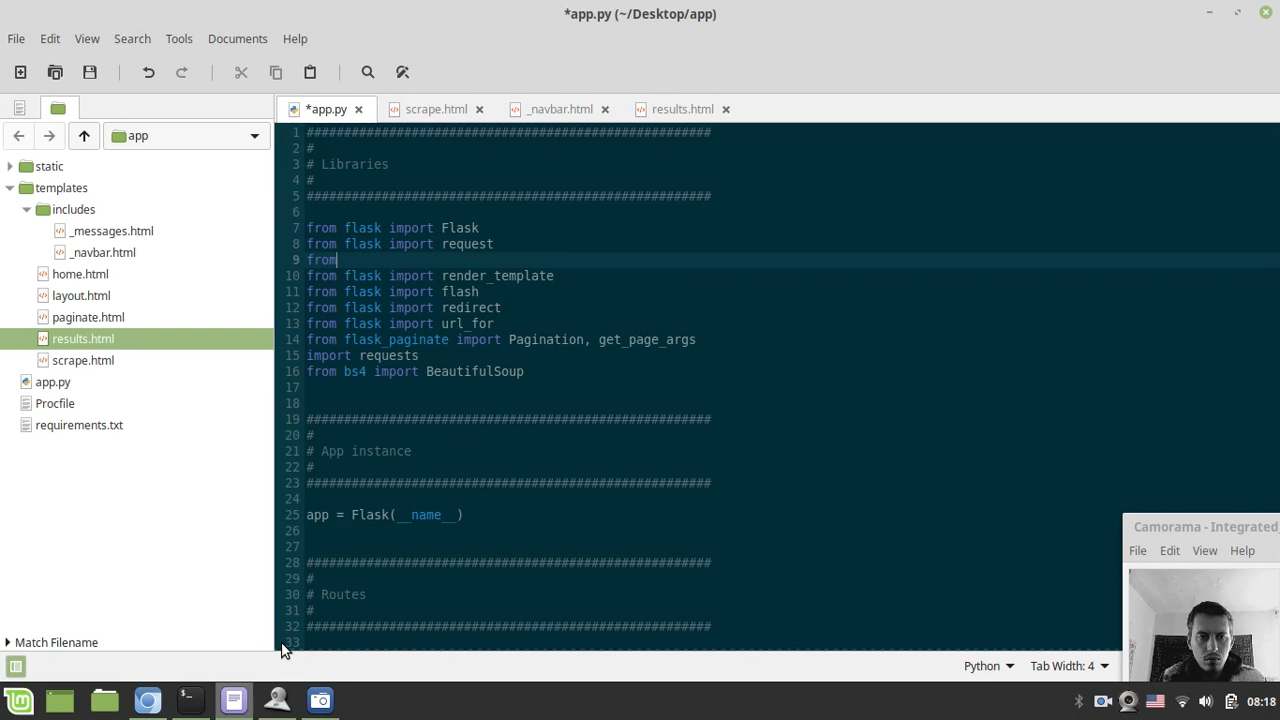 *app.py (~/Desktop/app)
File Edit View Search Tools Documents Help
*app.py scrape.html _navbar.html results.html
app
static
templates
includes
_messages.html
_navbar.html
home.html
layout.html
paginate.html
results.html
scrape.html
app.py
Procfile
requirements.txt
Match Filename
1 ######################################################
2 #
3 # Libraries
4 #
5 ######################################################
6
7 from flask import Flask
8 from flask import request
9 from
10 from flask import render_template
11 from flask import flash
12 from flask import redirect
13 from flask import url_for
14 from flask_paginate import Pagination, get_page_args
15 import requests
16 from bs4 import BeautifulSoup
17
18
19 ######################################################
20 #
21 # App instance
22 #
23 ######################################################
24
25 app = Flask(__name__)
26
27
28 ######################################################
29 #
30 # Routes
31 #
32 ######################################################
33
Camorama - Integrated_
File Edit View Help
Python Tab Width: 4
08:18